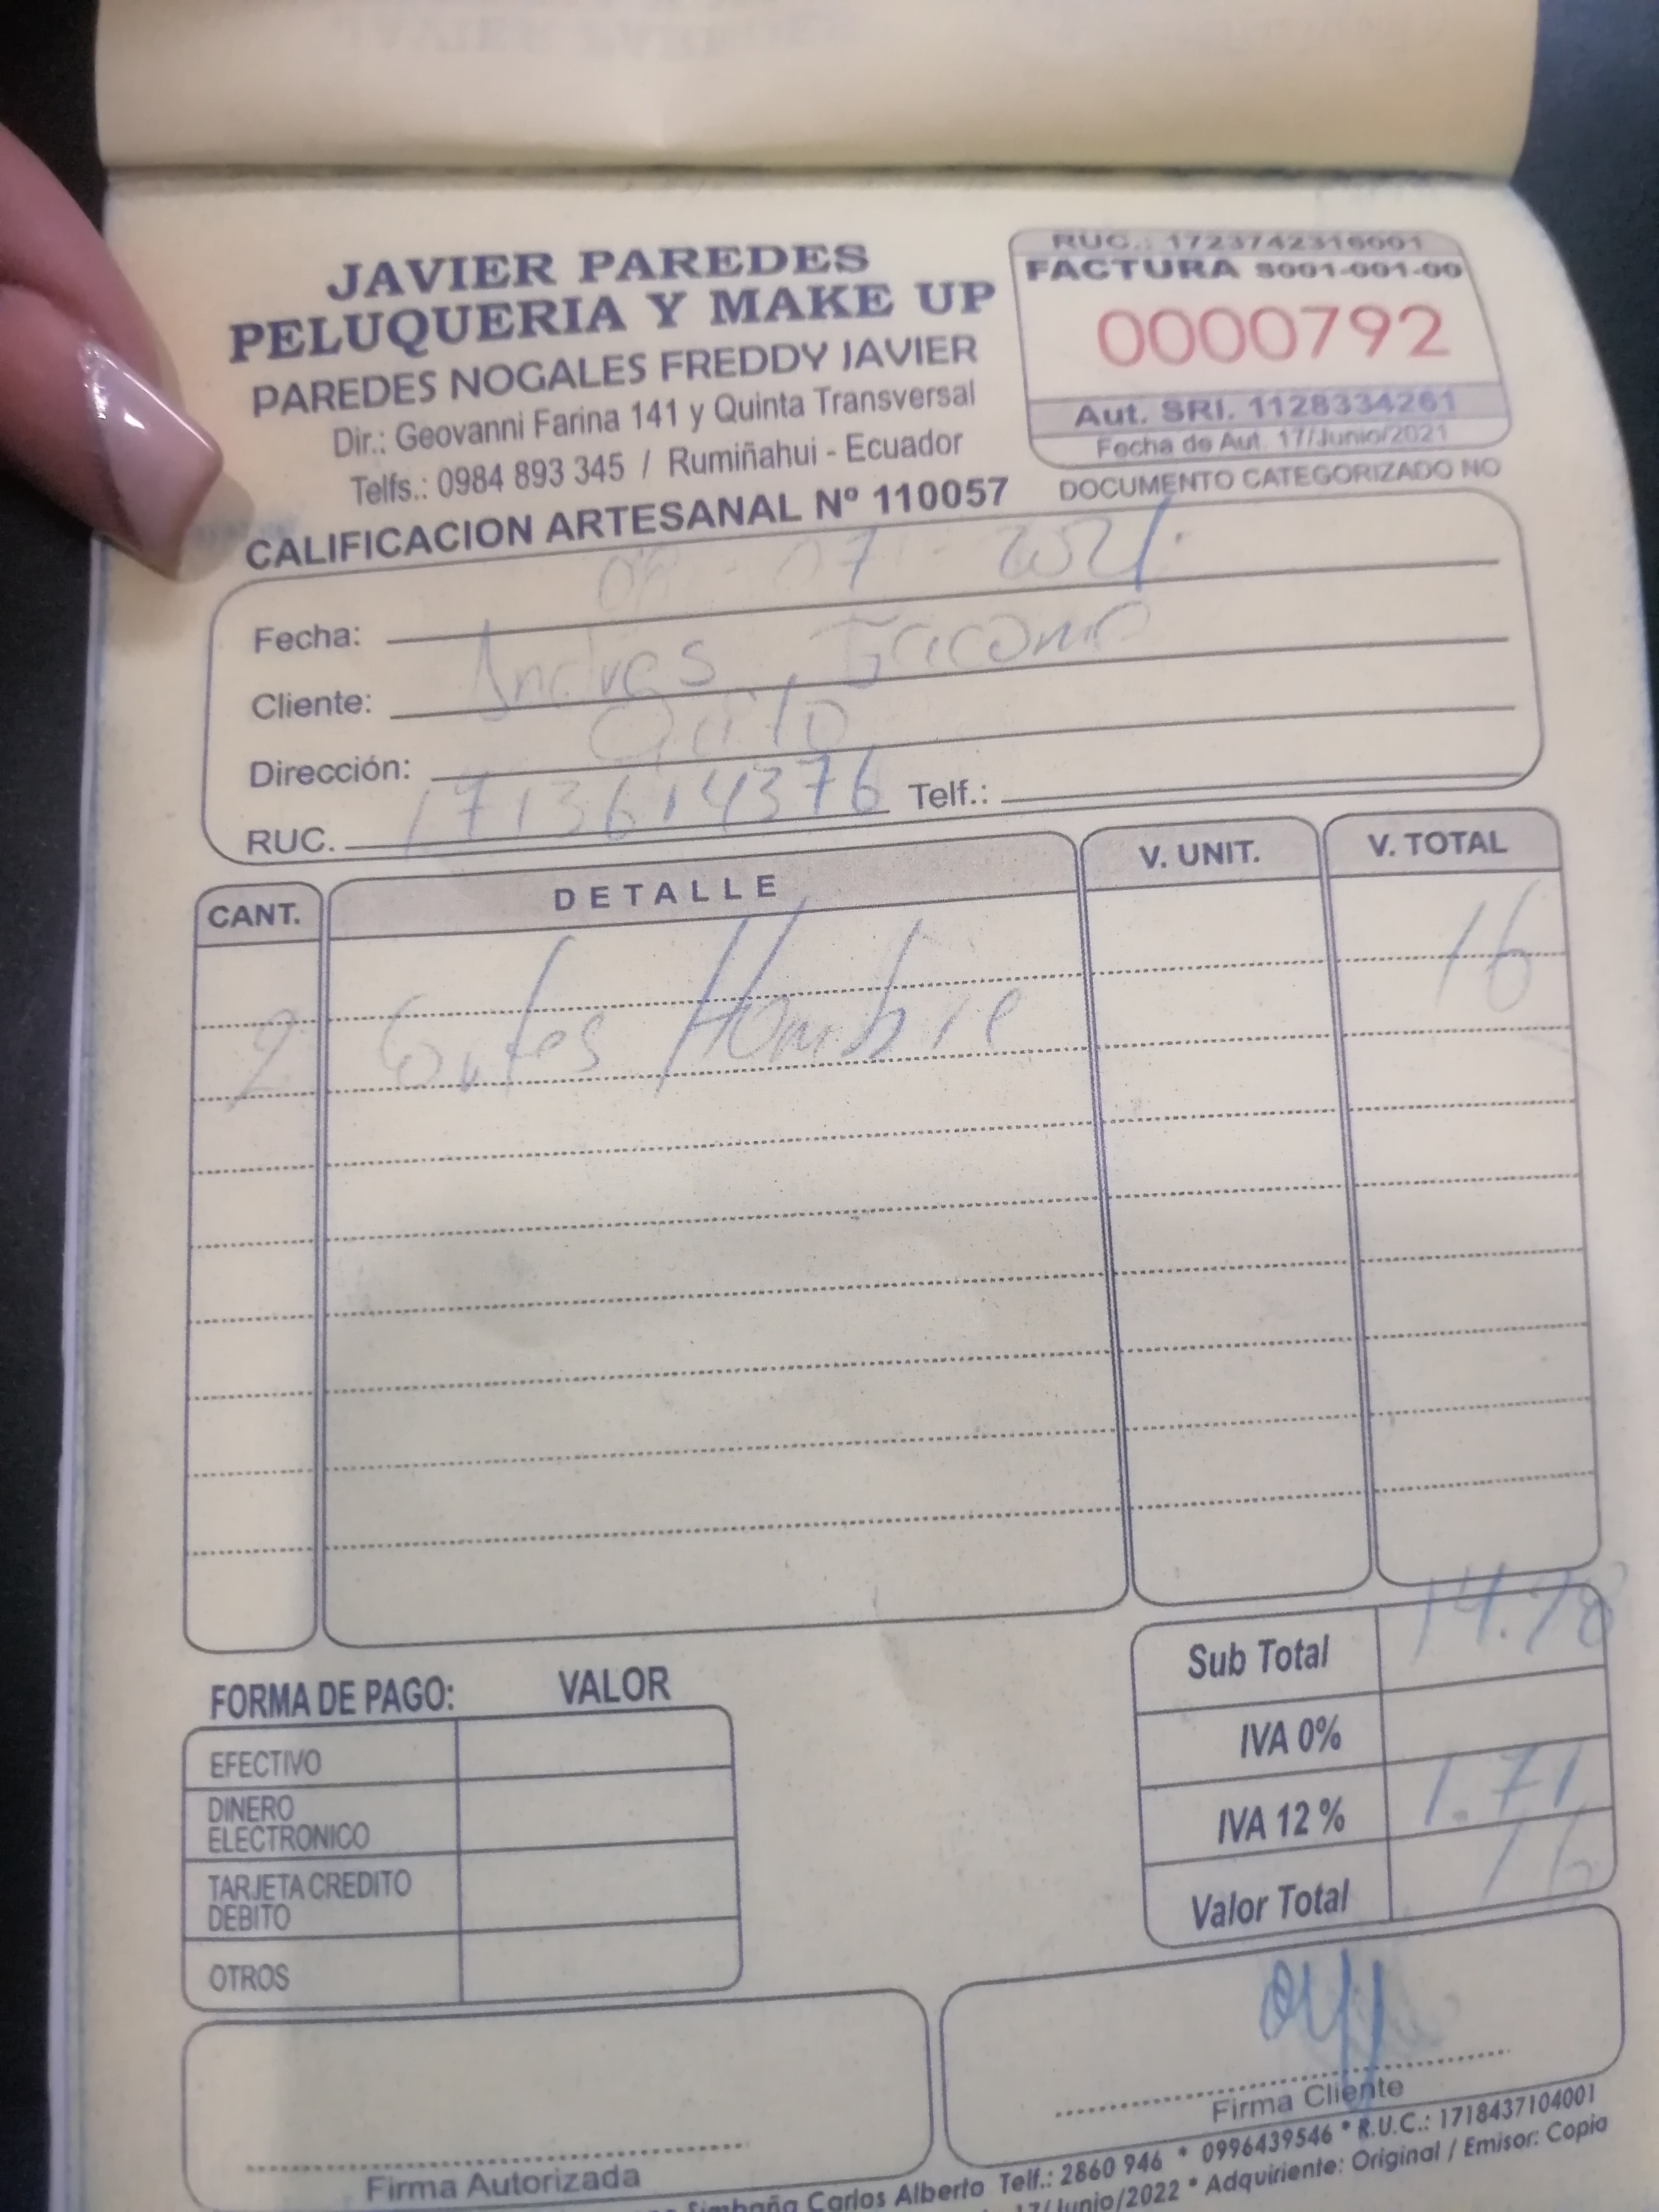 JAVIER PAREDES
PELUQUERIA Y MAKE UP
PAREDES NOGALES FREDDY JAVIER
Dir.: Geovanni Farina 141 y Quinta Transversal
Telfs.: 0984 893 345 / Rumiñahui - Ecuador
CALIFICACION ARTESANAL Nº 110057
RUC.: 1723742316001
FACTURA S001-001-00
0000792
Aut. SRI. 1128334261
Fecha de Aut. 17/Junio/2021
DOCUMENTO CATEGORIZADO NO
Fecha: 07 - 2021.
Cliente: Andres
Dirección: Quito
RUC. 1713614376 Telf.:
CANT. DETALLE V. UNIT. V. TOTAL
2 Cortes Hombre 16
Sub Total 14.28
IVA 0%
IVA 12 % 1.71
Valor Total 16
FORMA DE PAGO: VALOR
EFECTIVO
DINERO
ELECTRONICO
TARJETA CREDITO
DEBITO
OTROS
Firma Autorizada
Firma Cliente
Simbaña Carlos Alberto Telf.: 2860 946 * 0996439546 * R.U.C.: 1718437104001
17/Junio/2022 * Adquiriente: Original / Emisor: Copia